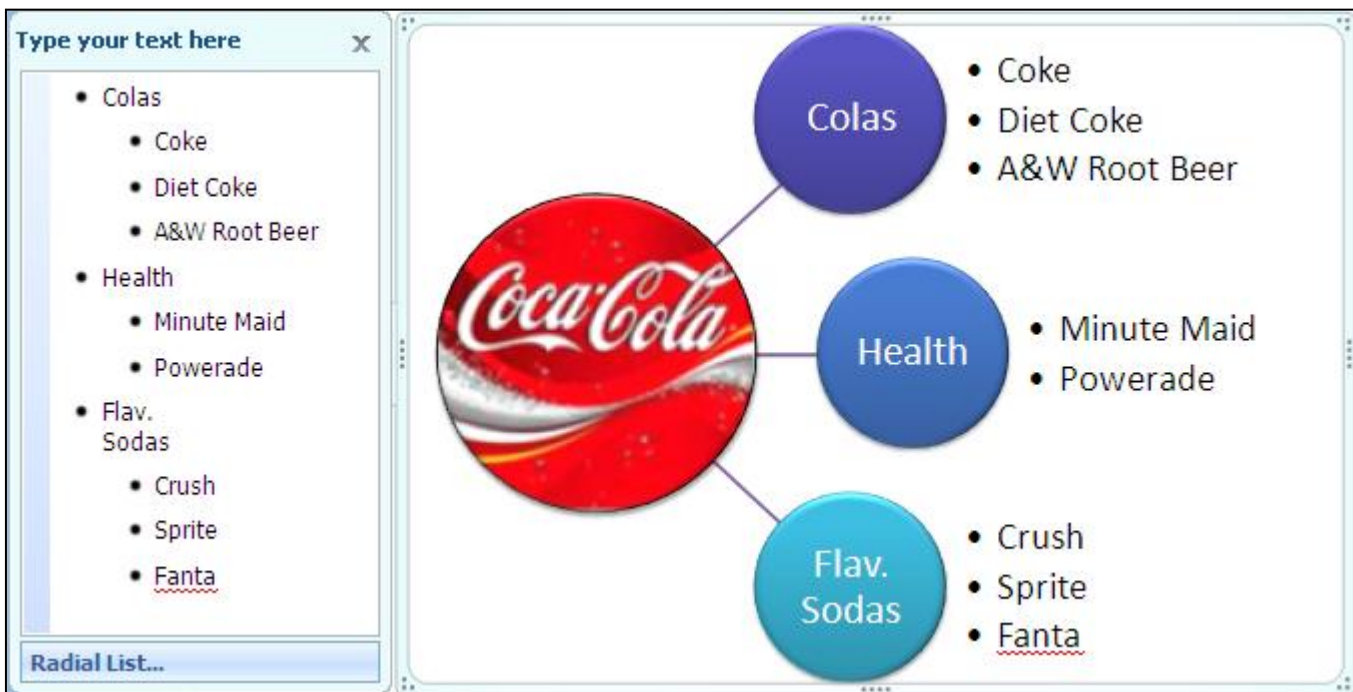 Type your text here
x
• Colas
• Coke
• Diet Coke
• A&W Root Beer
• Health
• Minute Maid
• Powerade
• Flav.
Sodas
• Crush
• Sprite
• Fanta
Radial List...
Coca-Cola
Colas
• Coke
• Diet Coke
• A&W Root Beer
Health
• Minute Maid
• Powerade
Flav.
Sodas
• Crush
• Sprite
• Fanta